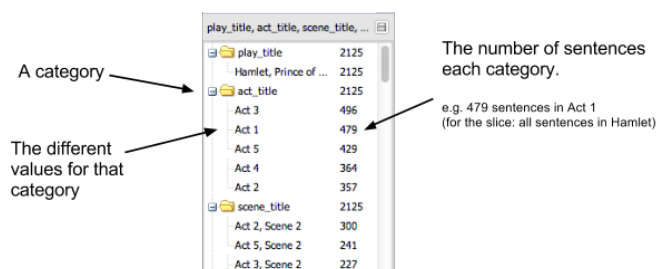 play_title, act_title, scene_title, ...
play_title 2125
Hamlet, Prince of ... 2125
act_title 2125
Act 3 496
Act 1 479
Act 5 429
Act 4 364
Act 2 357
scene_title 2125
Act 2, Scene 2 300
Act 5, Scene 2 241
Act 3, Scene 2 227
A category
The different
values for that
category
The number of sentences
each category.
e.g. 479 sentences in Act 1
(for the slice: all sentences in Hamlet)